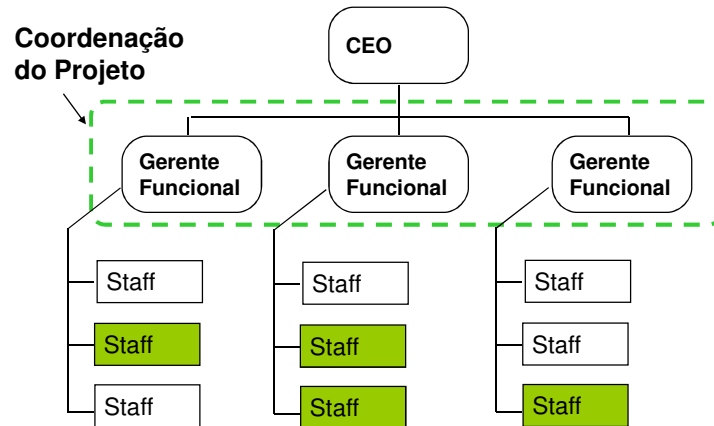 Coordenação
do Projeto
CEO
Gerente
Funcional
Gerente
Funcional
Gerente
Funcional
Staff
Staff
Staff
Staff
Staff
Staff
Staff
Staff
Staff